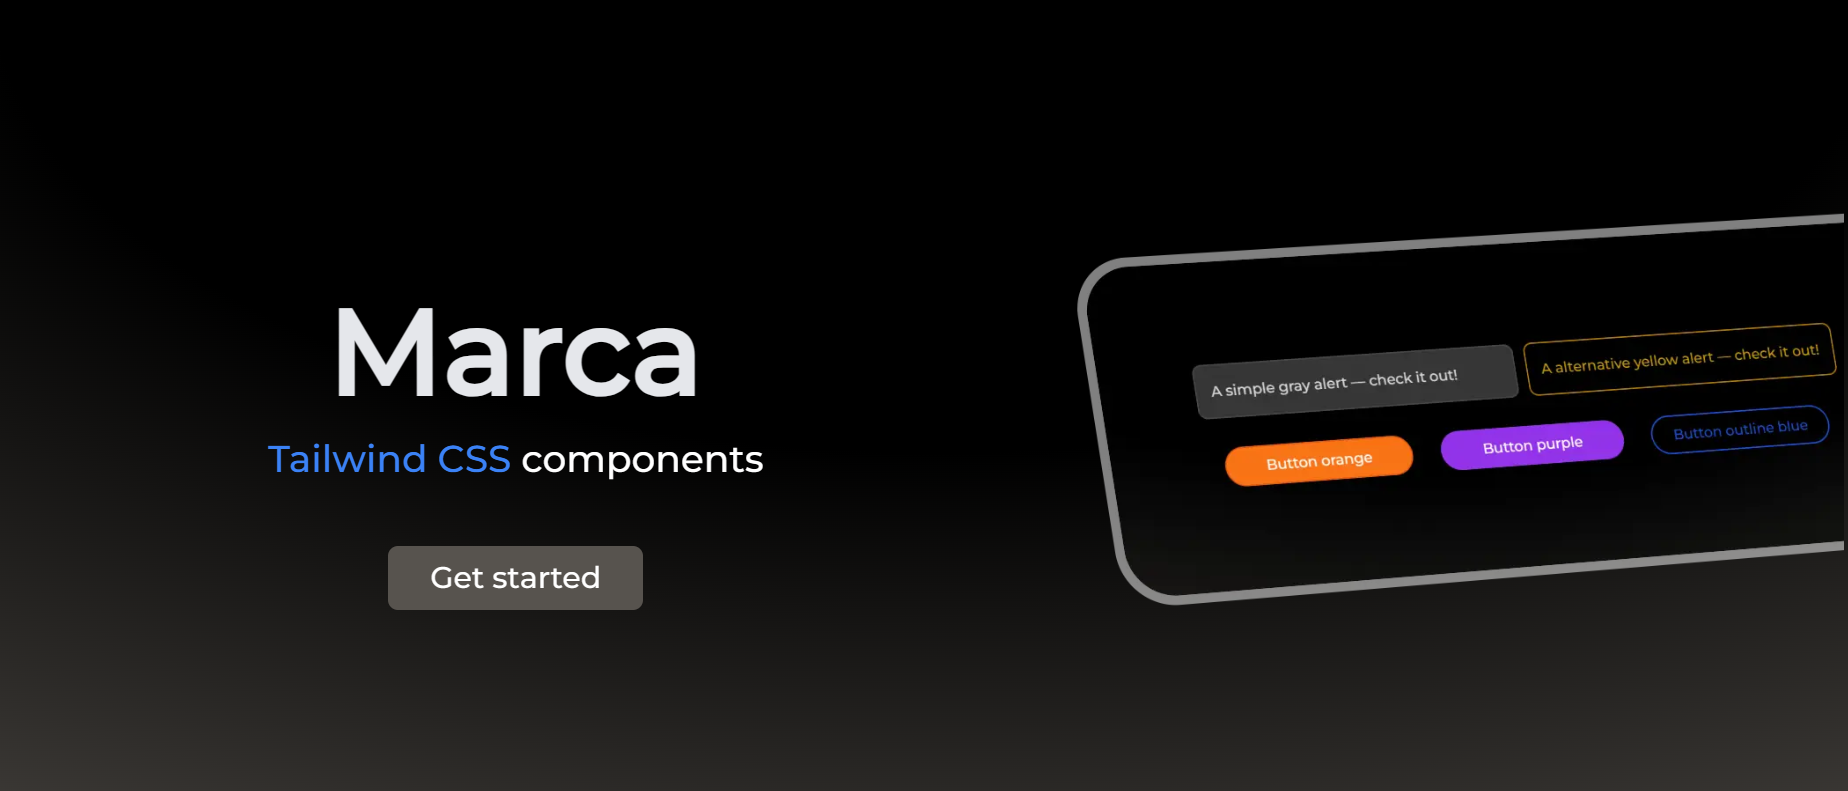 Marca
Tailwind CSS components
Get started
A simple gray alert — check it out!
A alternative yellow alert — check it out!
Button orange
Button purple
Button outline blue